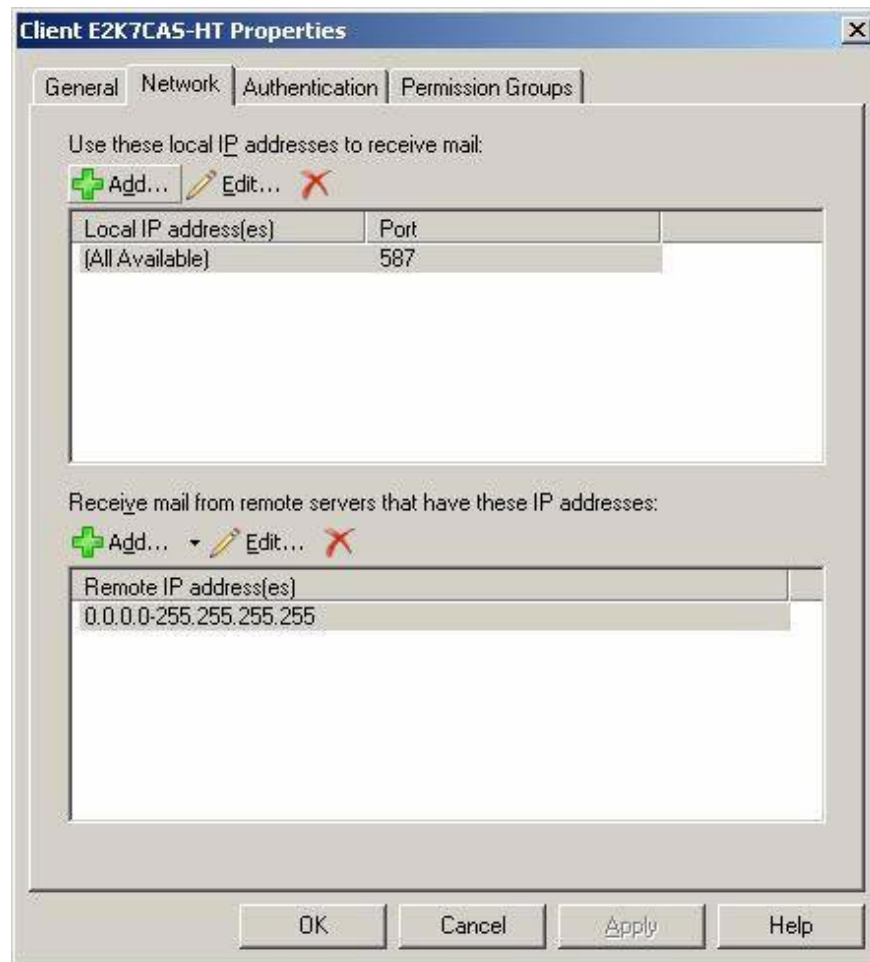 Client E2K7CAS-HT Properties
General Network Authentication Permission Groups
Use these local IP addresses to receive mail:
Add... Edit...
Local IP address(es) Port
(All Available) 587
Receive mail from remote servers that have these IP addresses:
Add... Edit...
Remote IP address(es)
0.0.0.0-255.255.255.255
OK Cancel Apply Help